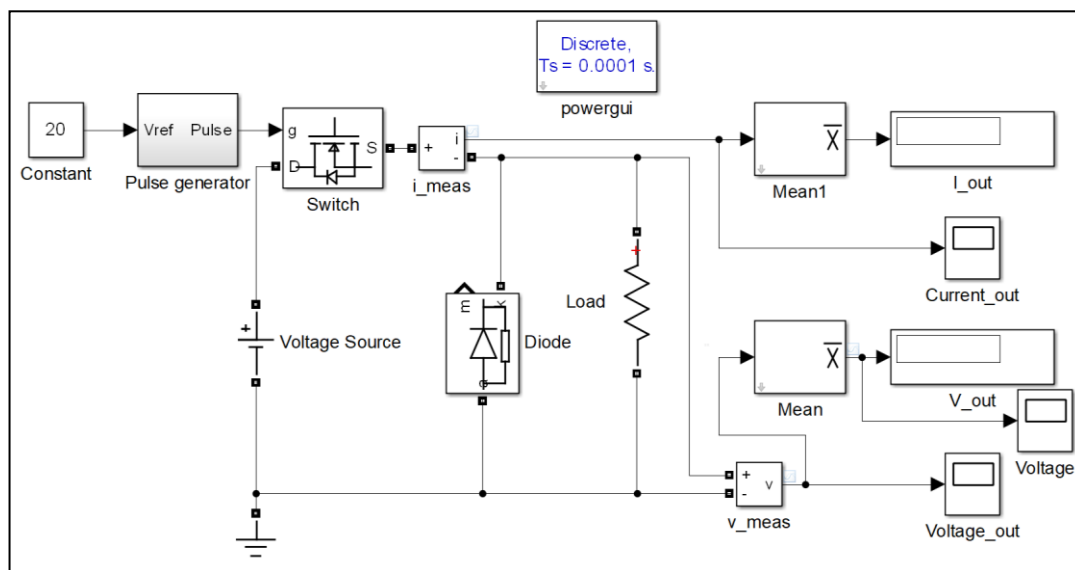 Discrete,
Ts = 0.0001 s.
powergui
20
Constant
Vref Pulse
Pulse generator
g
D
S
Switch
+ i
-
i_meas
X
Mean1
I_out
Current_out
+
Voltage Source
m k
a
Diode
+
Load
X
Mean
V_out
Voltage
+
- v
v_meas
Voltage_out